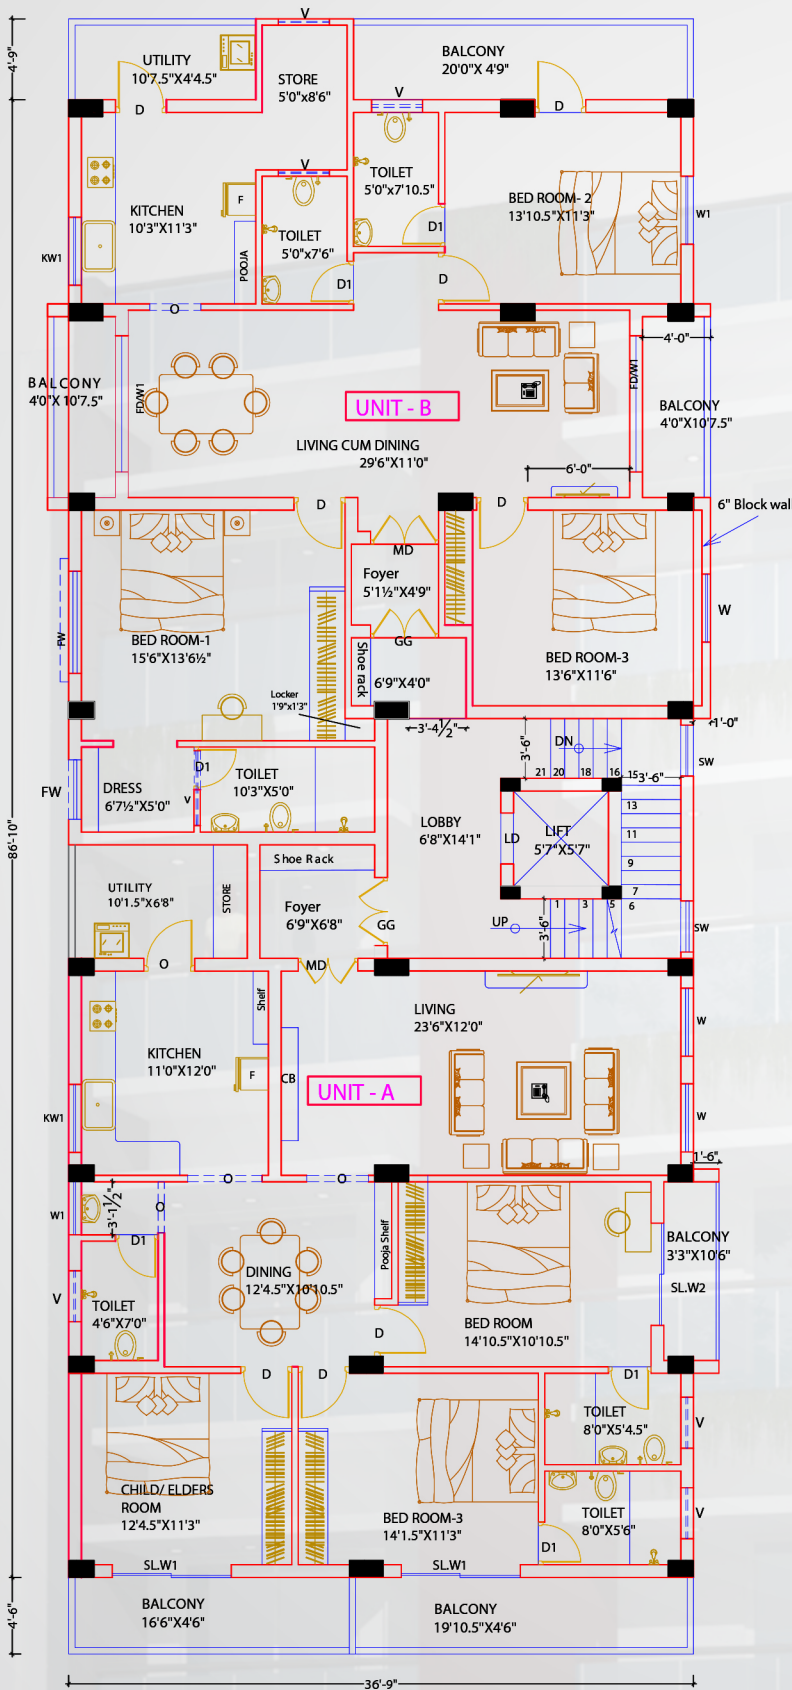 V
4'-9"
UTILITY
10'7.5"X4'4.5"
BALCONY
20'0"X 4'9"
STORE
5'0"x8'6"
V
D
D
V
TOILET
5'0"x7'10.5"
BED ROOM- 2
13'10.5"X11'3"
W1
KITCHEN
10'3"X11'3"
F
TOILET
5'0"x7'6"
D1
KW1
POOJA
D1
D
O
4'-0"
BALCONY
4'0"X 10'7.5"
FD/W1
UNIT - B
FD/W1
BALCONY
4'0"X10'7.5"
LIVING CUM DINING
29'6"X11'0"
6'-0"
D
D
6" Block wal
MD
Foyer
5'1½"X4'9"
FW
W
BED ROOM-1
15'6"X13'6½"
GG
BED ROOM-3
13'6"X11'6"
Shoe rack
6'9"X4'0"
Locker
1'9"x1'3"
3'-4½"
1'-0"
3'-6"
DN
SW
21 20 18 16
15
3'-6"
FW
DRESS
6'7½"X5'0"
D1
V
TOILET
10'3"X5'0"
13
LOBBY
6'8"X14'1"
LD
LIFT
5'7"X5'7"
11
9
86'-10"
Shoe Rack
UTILITY
10'1.5"X6'8"
STORE
Foyer
6'9"X6'8"
GG
UP
3'-6"
1 3 5
7
6
SW
O
MD
Shelf
LIVING
23'6"X12'0"
W
KITCHEN
11'0"X12'0"
F
CB
UNIT - A
KW1
W
1'-6"
O
O
W1
3'-1½"
O
D1
Pooja Shelf
BALCONY
3'3"X10'6"
DINING
12'4.5"X10'10.5"
SL.W2
V
TOILET
4'6"X7'0"
BED ROOM
14'10.5"X10'10.5"
D
D
D
D1
TOILET
8'0"X5'4.5"
V
CHILD/ ELDERS
ROOM
12'4.5"X11'3"
BED ROOM-3
14'1.5"X11'3"
TOILET
8'0"X5'6"
V
D1
SL.W1
SL.W1
4'-6"
BALCONY
16'6"X4'6"
BALCONY
19'10.5"X4'6"
36'-9"